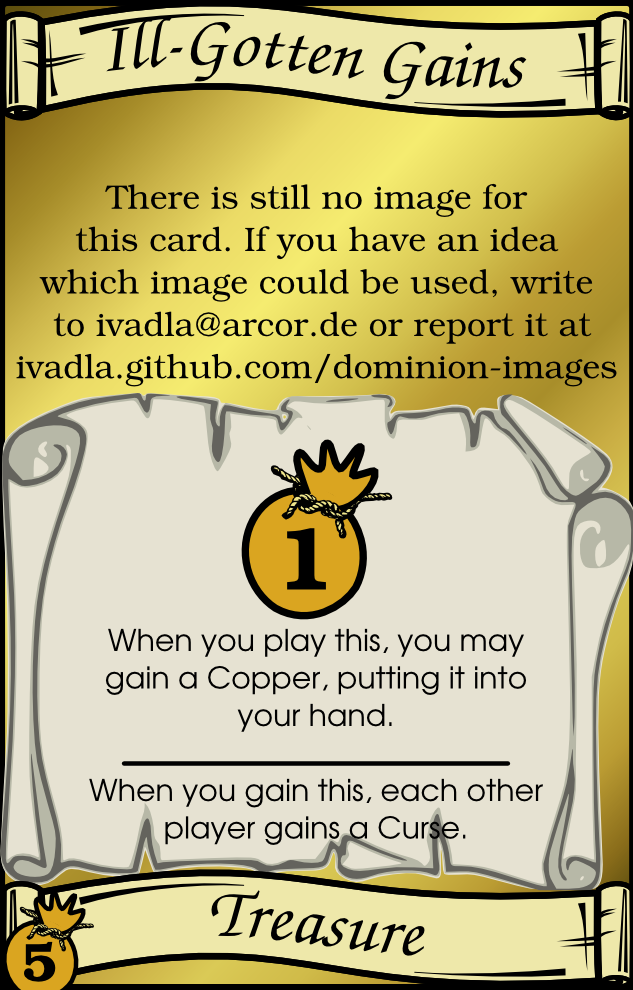 Ill-Gotten Gains
There is still no image for
this card. If you have an idea
which image could be used, write
to ivadla@arcor.de or report it at
ivadla.github.com/dominion-images
1
When you play this, you may
gain a Copper, putting it into
your hand.
When you gain this, each other
player gains a Curse.
Treasure
5